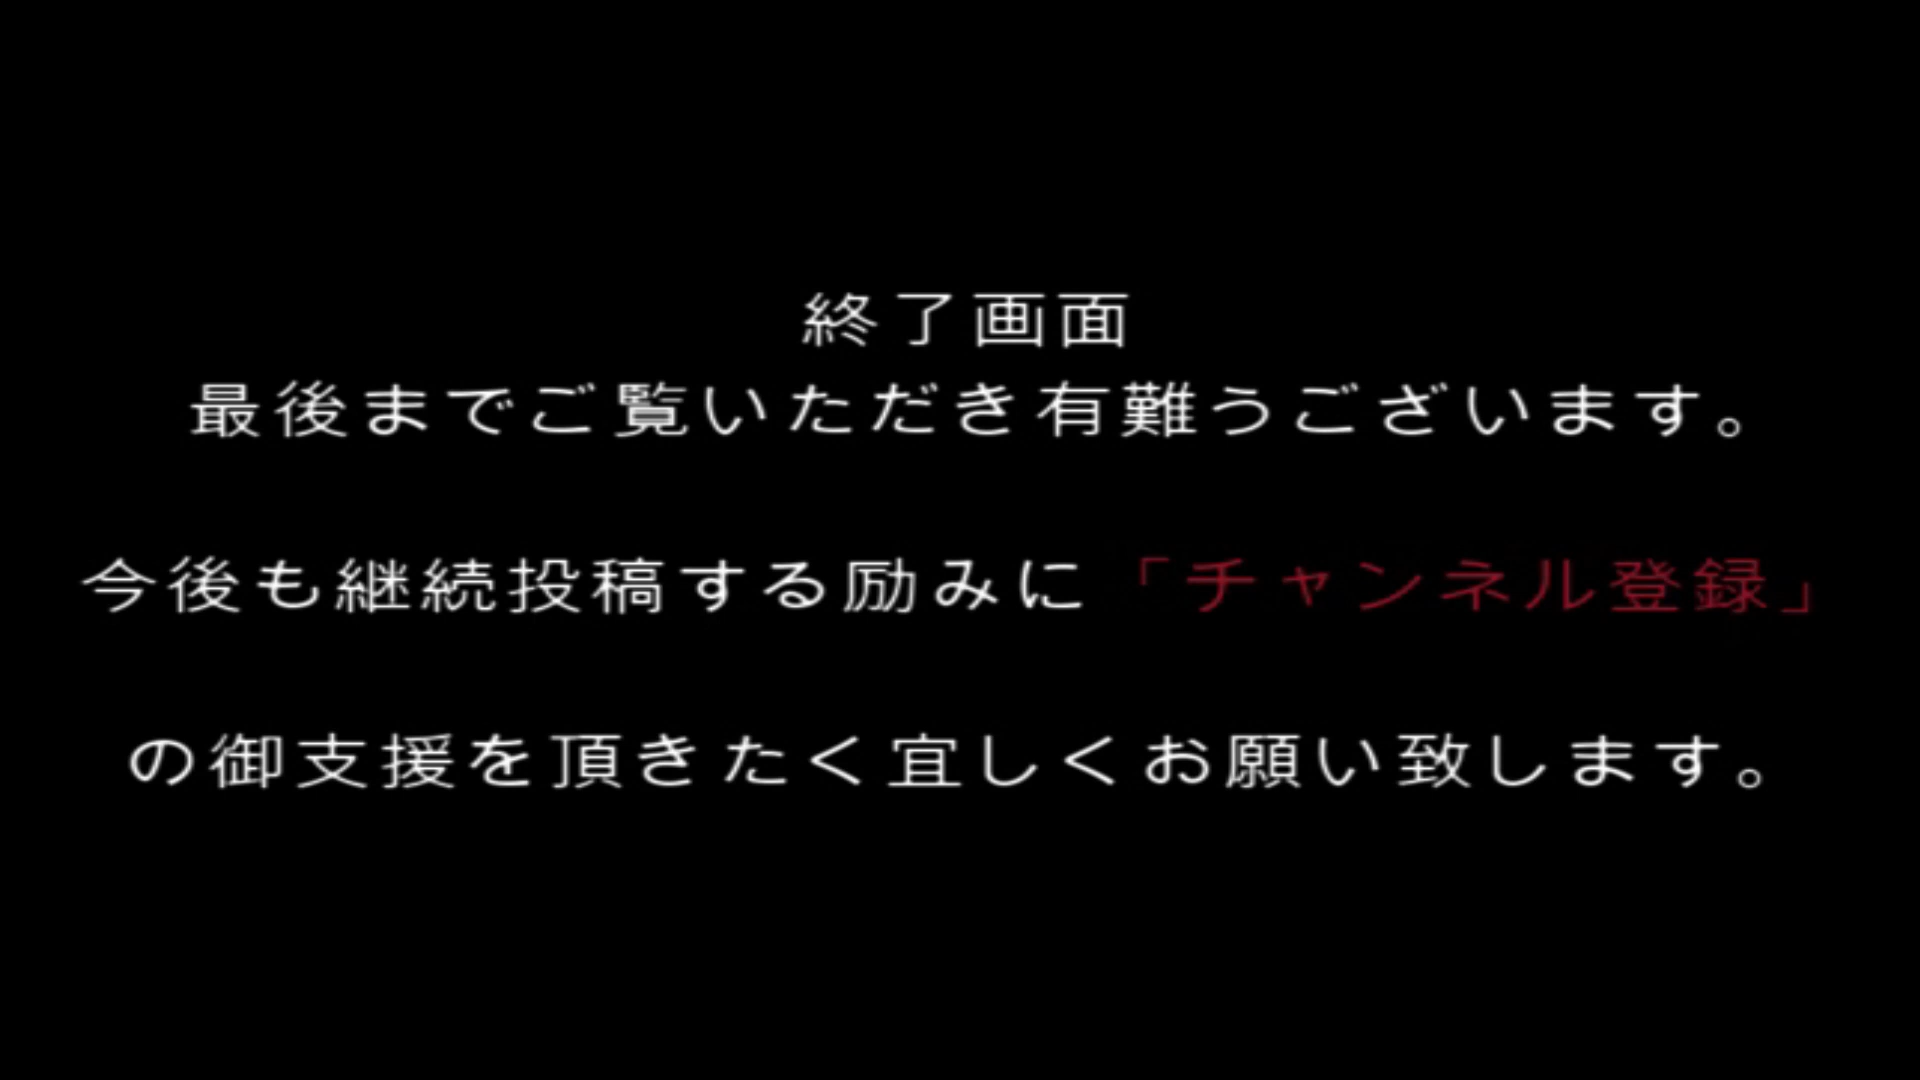 終了画面
最後までご覧いただき有難うございます。
今後も継続投稿する励みに「チャンネル登録」
の御支援を頂きたく宜しくお願い致します。